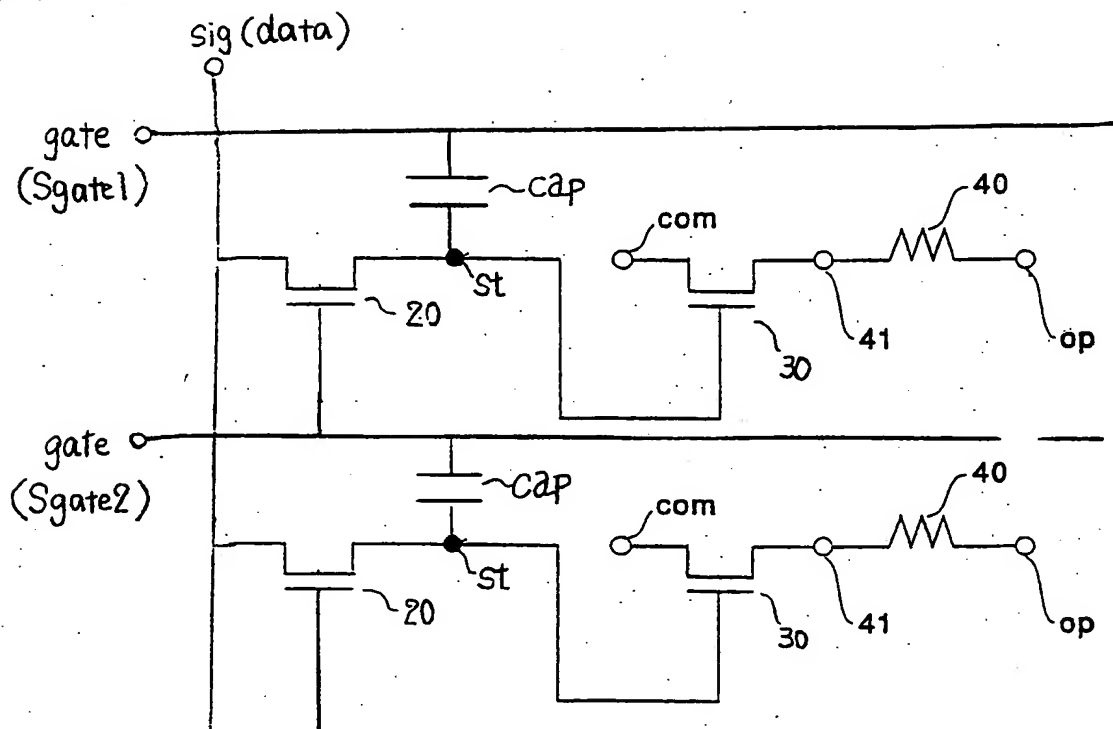 sig (data)
gate
(Sgate1)
cap
com
40
st
20
30
41
op
gate
(Sgate2)
cap
com
40
st
20
30
41
op